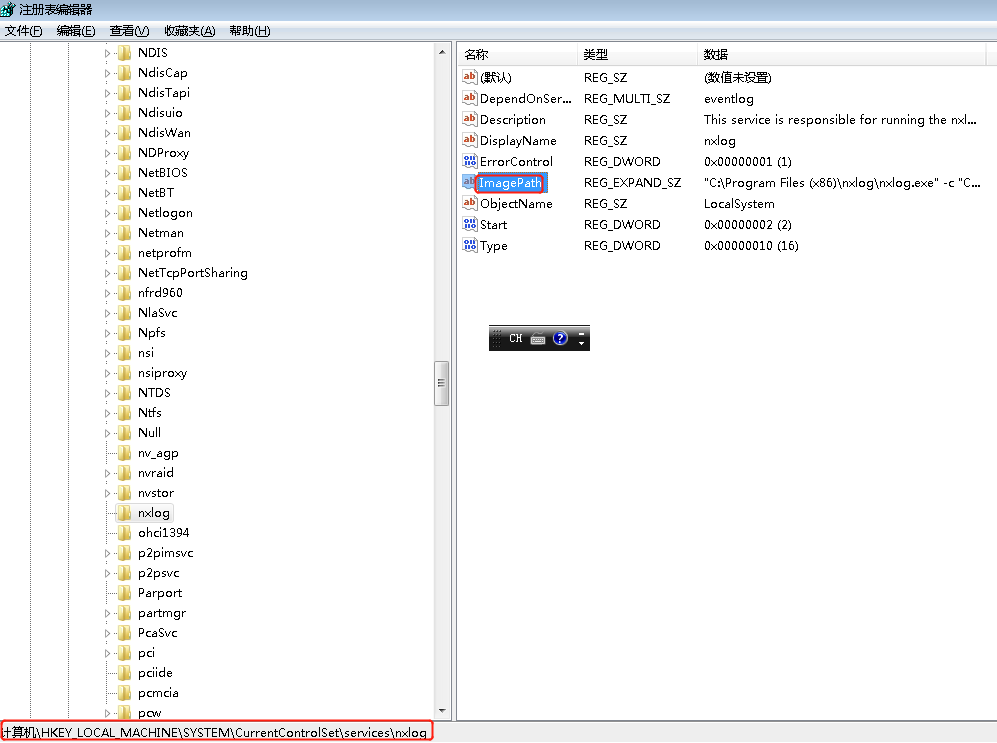 注册表编辑器
文件(F) 编辑(E) 查看(V) 收藏夹(A) 帮助(H)
NDIS
NdisCap
NdisTapi
Ndisuio
NdisWan
NDProxy
NetBIOS
NetBT
Netlogon
Netman
netprofm
NetTcpPortSharing
nfrd960
NlaSvc
Npfs
nsi
nsiproxy
NTDS
Ntfs
Null
nv_agp
nvraid
nvstor
nxlog
ohci1394
p2pimsvc
p2psvc
Parport
partmgr
PcaSvc
pci
pciide
pcmcia
pcw
名称 类型 数据
(默认) REG_SZ (数值未设置)
DependOnSer... REG_MULTI_SZ eventlog
Description REG_SZ This service is responsible for running the nxl...
DisplayName REG_SZ nxlog
ErrorControl REG_DWORD 0x00000001 (1)
ImagePath REG_EXPAND_SZ "C:\Program Files (x86)\nxlog\nxlog.exe" -c "C...
ObjectName REG_SZ LocalSystem
Start REG_DWORD 0x00000002 (2)
Type REG_DWORD 0x00000010 (16)
CH
计算机\HKEY_LOCAL_MACHINE\SYSTEM\CurrentControlSet\services\nxlog